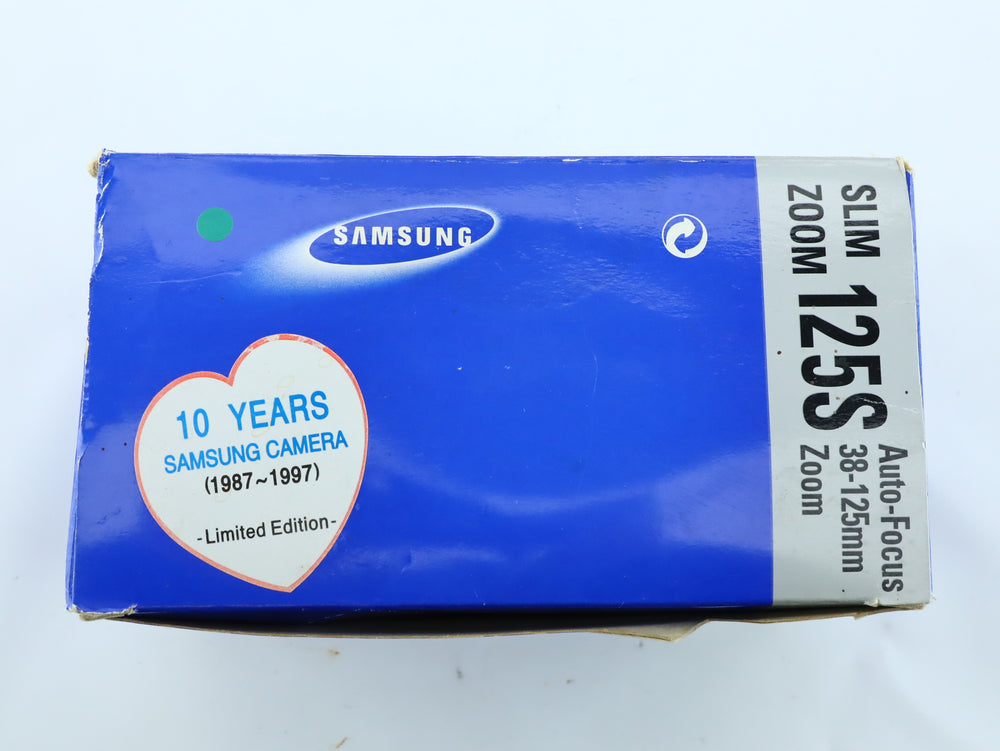 SAMSUNG
10 YEARS
SAMSUNG CAMERA
(1987~1997)
-Limited Edition-
SLIM
ZOOM 125S
Auto-Focus
38-125mm
Zoom